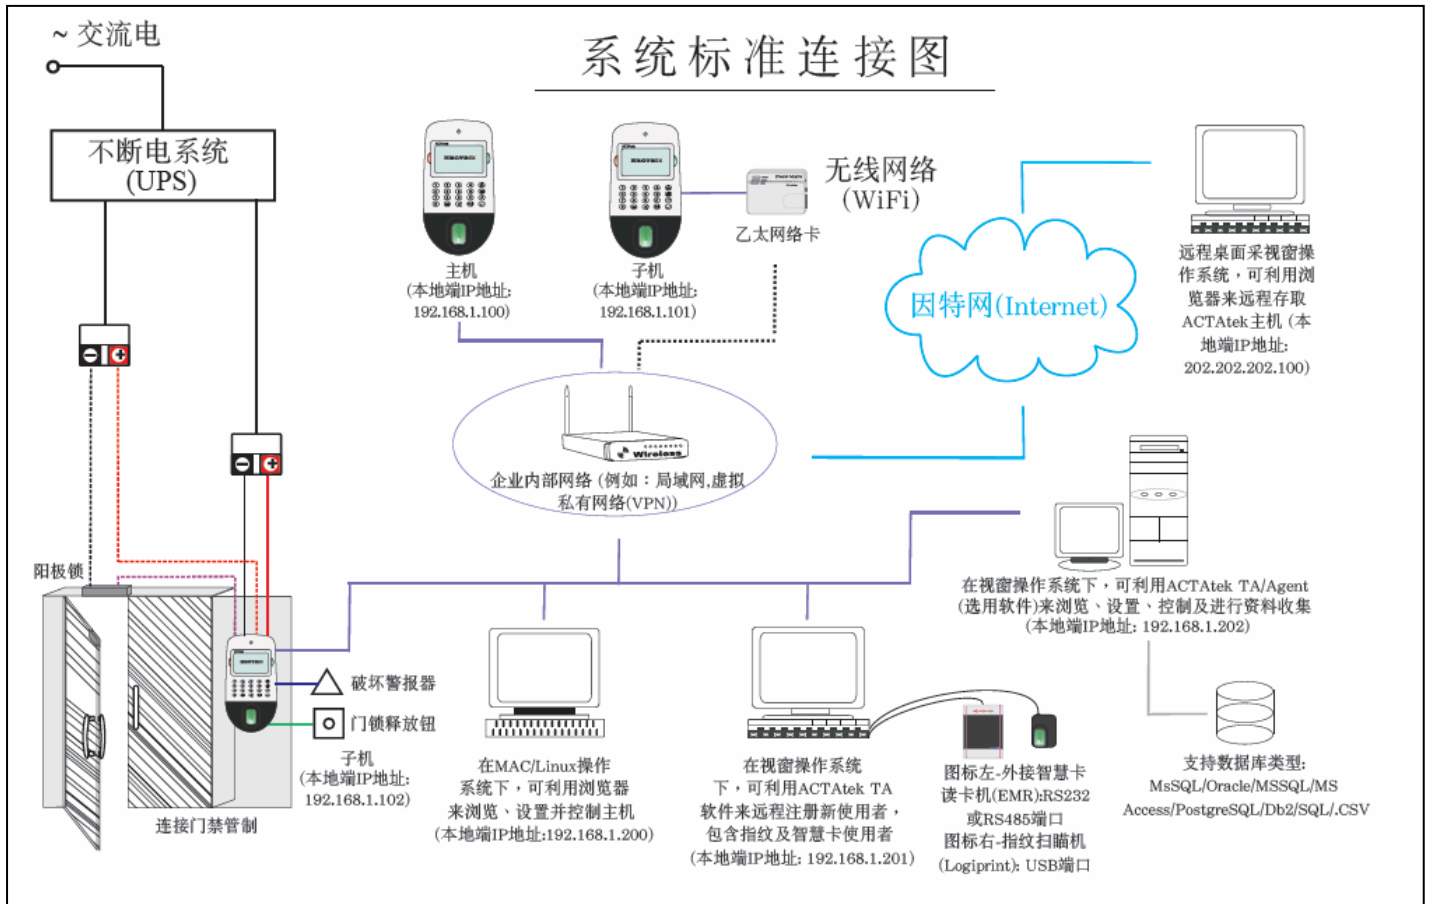 ~ 交流电
系统标准连接图
不断电系统
(UPS)
无线网络
(WiFi)
乙太网络卡
主机
(本地端IP地址:
192.168.1.100)
子机
(本地端IP地址:
192.168.1.101)
因特网(Internet)
远程桌面采视窗操
作系统，可利用浏
览器来远程存取
ACTAtek主机 (本
地端IP地址:
202.202.202.100)
Wireless
企业内部网络 (例如：局域网,虚拟
私有网络(VPN))
阳极锁
破坏警报器
门锁释放钮
子机
(本地端IP地址:
192.168.1.102)
连接门禁管制
在MAC/Linux操作
系统下，可利用浏览器
来浏览、设置并控制主机
(本地端IP地址:192.168.1.200)
在视窗操作系统
下，可利用ACTAtek TA
软件来远程注册新使用者，
包含指纹及智慧卡使用者
(本地端IP地址: 192.168.1.201)
图标左-外接智慧卡
读卡机(EMR):RS232
或RS485端口
图标右-指纹扫瞄机
(Logiprint): USB端口
在视窗操作系统下，可利用ACTAtek TA/Agent
(选用软件)来浏览、设置、控制及进行资料收集
(本地端IP地址: 192.168.1.202)
支持数据库类型:
MsSQL/Oracle/MSSQL/MS
Access/PostgreSQL/Db2/SQL/.CSV